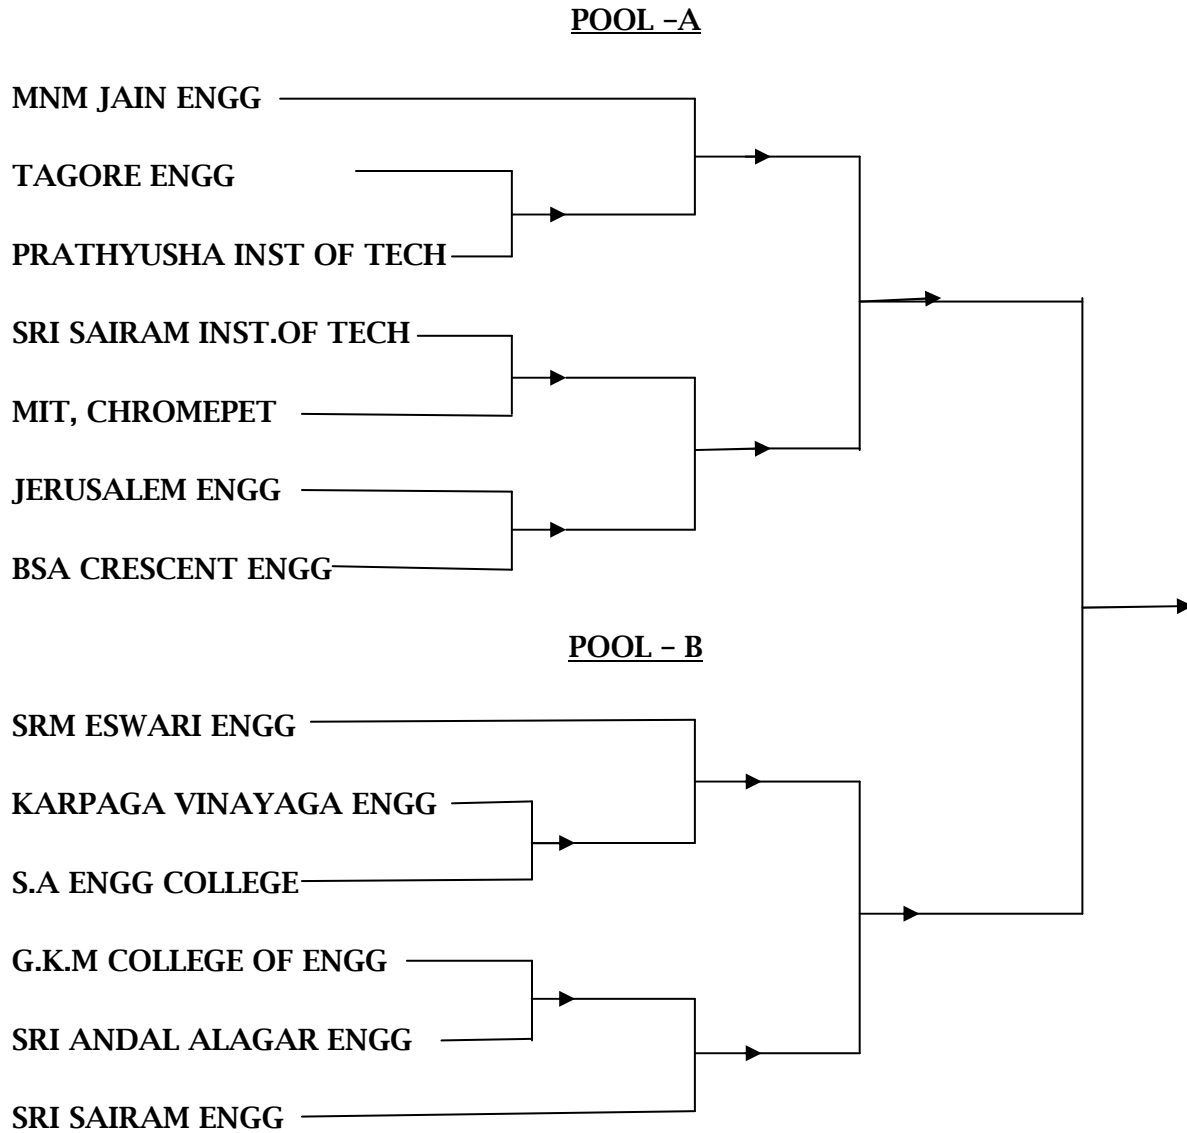 POOL –A
MNM JAIN ENGG
TAGORE ENGG
PRATHYUSHA INST OF TECH
SRI SAIRAM INST.OF TECH
MIT, CHROMEPET
JERUSALEM ENGG
BSA CRESCENT ENGG
POOL – B
SRM ESWARI ENGG
KARPAGA VINAYAGA ENGG
S.A ENGG COLLEGE
G.K.M COLLEGE OF ENGG
SRI ANDAL ALAGAR ENGG
SRI SAIRAM ENGG